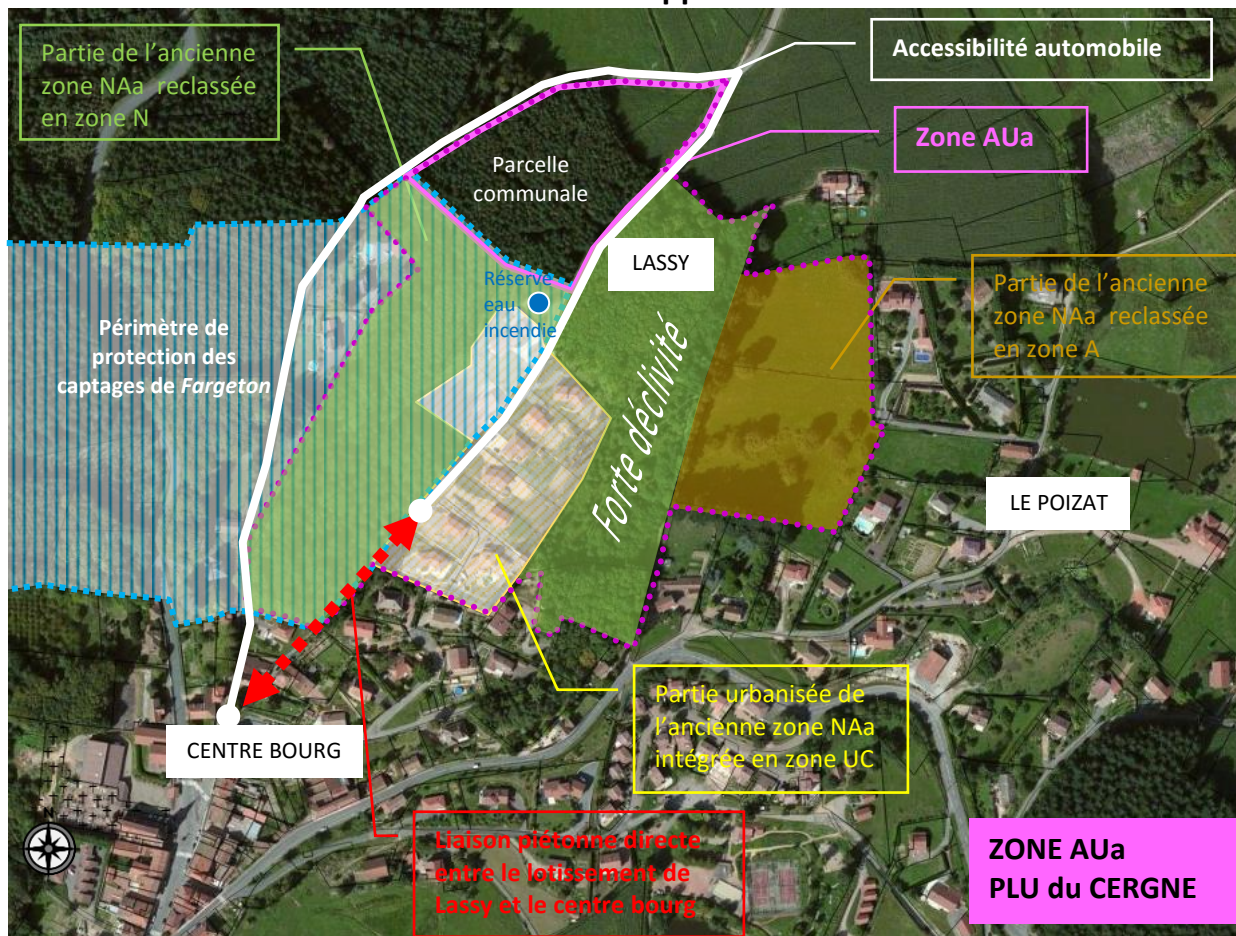 Partie de l'ancienne
zone NAa reclassée
en zone N
Accessibilité automobile
Zone AUa
Parcelle
communale
LASSY
Réserve
eau
incendie
Partie de l'ancienne
zone NAa reclassée
en zone A
Périmètre de
protection des
captages de Fargeton
Forte déclivité
LE POIZAT
Partie urbanisée de
l'ancienne zone NAa
intégrée en zone UC
CENTRE BOURG
N
Liaison piétonne directe
entre le lotissement de
Lassy et le centre bourg
ZONE AUa
PLU du CERGNE